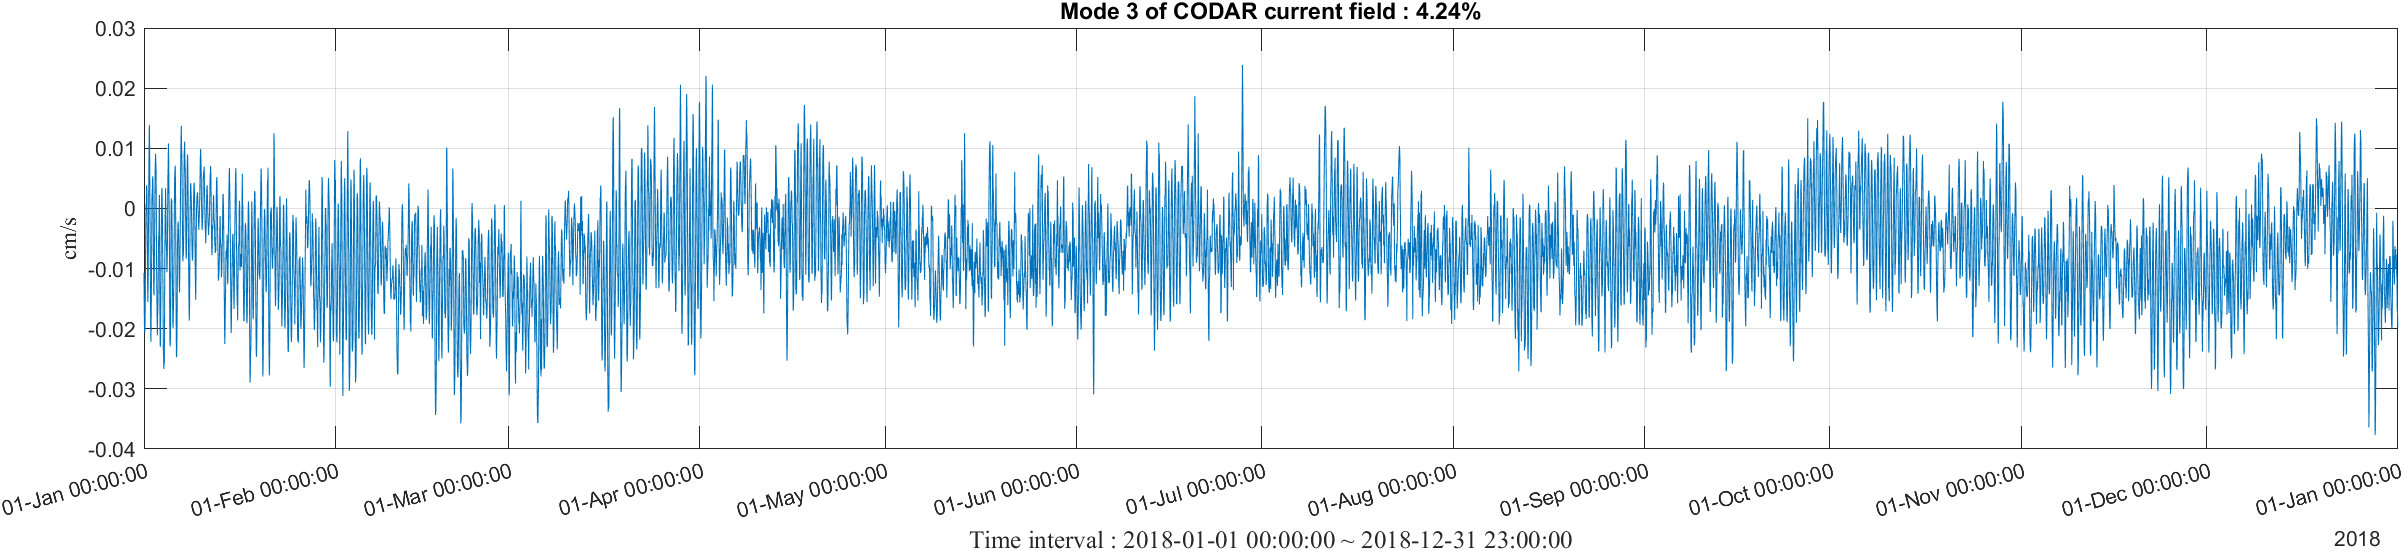 Mode 3 of CODAR current field : 4.24%
0.03
0.02
0.01
0
-0.01
-0.02
-0.03
-0.04
cm/s
01-Jan 00:00:00
01-Feb 00:00:00
01-Mar 00:00:00
01-Apr 00:00:00
01-May 00:00:00
01-Jun 00:00:00
01-Jul 00:00:00
01-Aug 00:00:00
01-Sep 00:00:00
01-Oct 00:00:00
01-Nov 00:00:00
01-Dec 00:00:00
01-Jan 00:00:00
Time interval : 2018-01-01 00:00:00 ~ 2018-12-31 23:00:00
2018